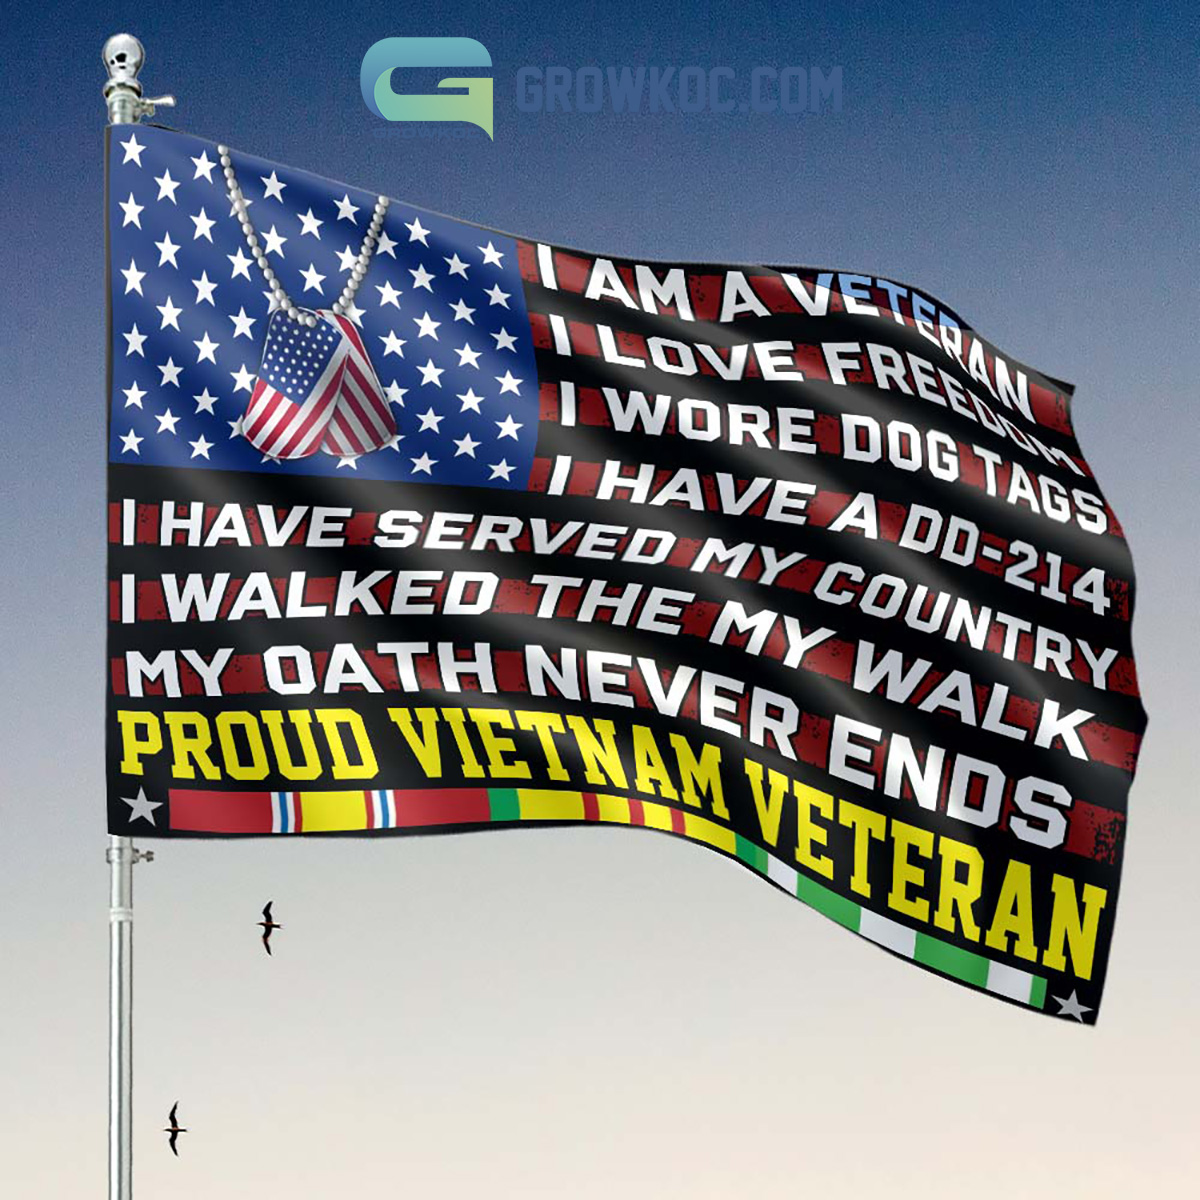 GROWKOC.COM
I AM A VETERAN
I LOVE FREEDOM
I WORE DOG TAGS
I HAVE A DD-214
I HAVE SERVED MY COUNTRY
I WALKED THE MY WALK
MY OATH NEVER ENDS
PROUD VIETNAM VETERAN